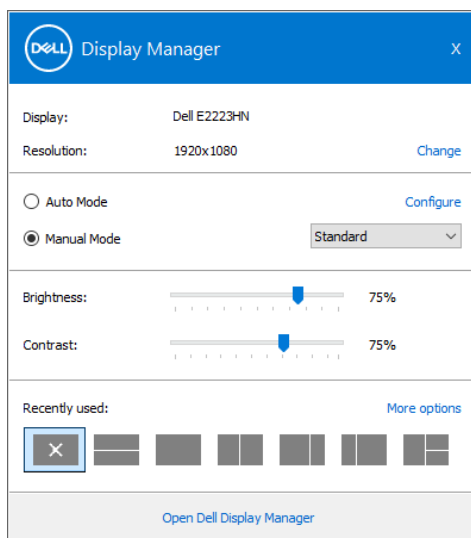 DELL Display Manager X
Display: Dell E2223HN
Resolution: 1920x1080 Change
Auto Mode Configure
Manual Mode Standard
Brightness: 75%
Contrast: 75%
Recently used: More options
Open Dell Display Manager